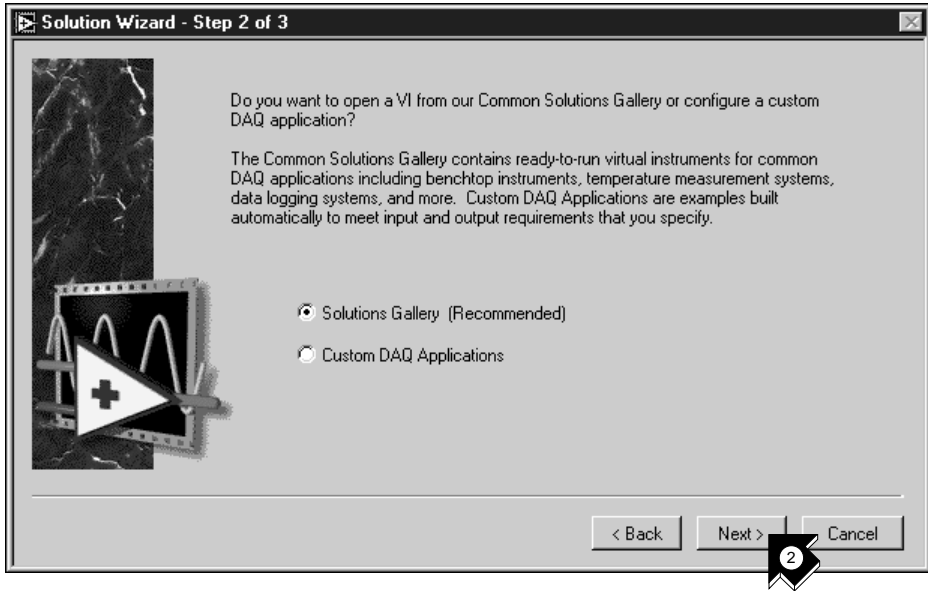 Solution Wizard - Step 2 of 3
Do you want to open a VI from our Common Solutions Gallery or configure a custom
DAQ application?
The Common Solutions Gallery contains ready-to-run virtual instruments for common
DAQ applications including benchtop instruments, temperature measurement systems,
data logging systems, and more.  Custom DAQ Applications are examples built
automatically to meet input and output requirements that you specify.
Solutions Gallery  (Recommended)
Custom DAQ Applications
< Back
Next >
Cancel
2